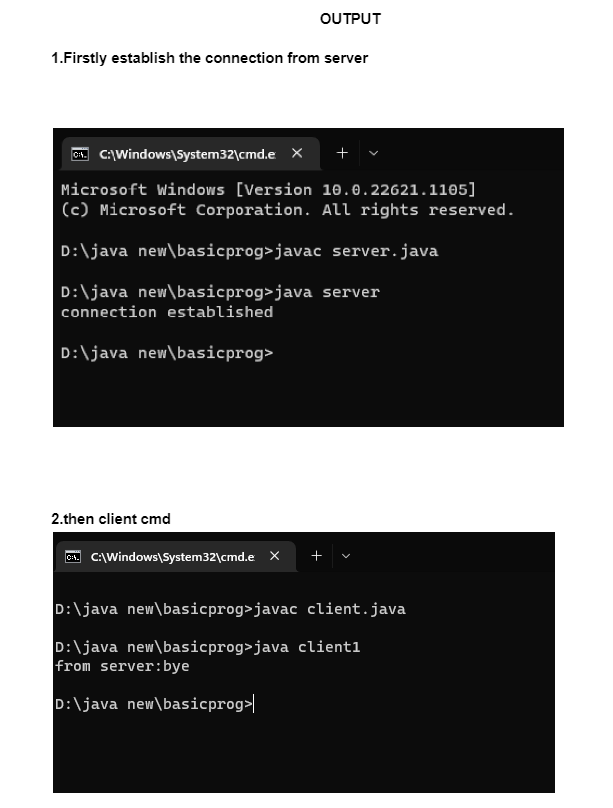 OUTPUT
1.Firstly establish the connection from server
C:\Windows\System32\cmd.e
Microsoft Windows [Version 10.0.22621.1105]
(c) Microsoft Corporation. All rights reserved.
D:\java new\basicprog>javac server.java
D:\java new\basicprog>java server
connection established
D:\java new\basicprog>
2.then client cmd
C:\Windows\System32\cmd.e
D:\java new\basicprog>javac client.java
D:\java new\basicprog>java client1
from server:bye
D:\java new\basicprog>